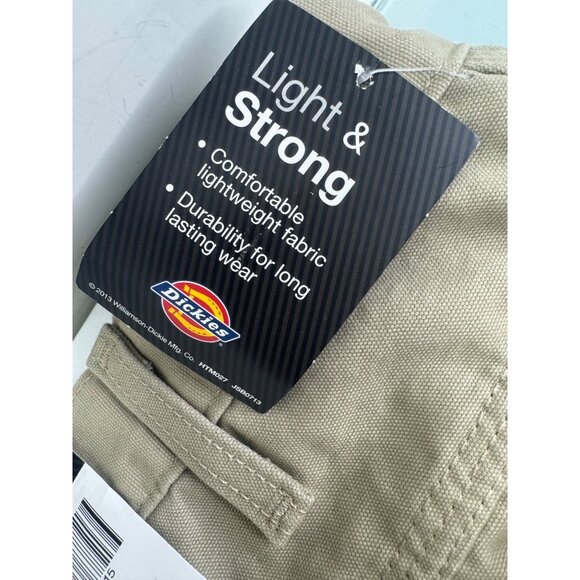 Light &
Strong
• Comfortable
lightweight fabric
• Durability for long
lasting wear
Dickies
© 2013 Williamson-Dickie Mfg. Co. HTM027 JSB0713